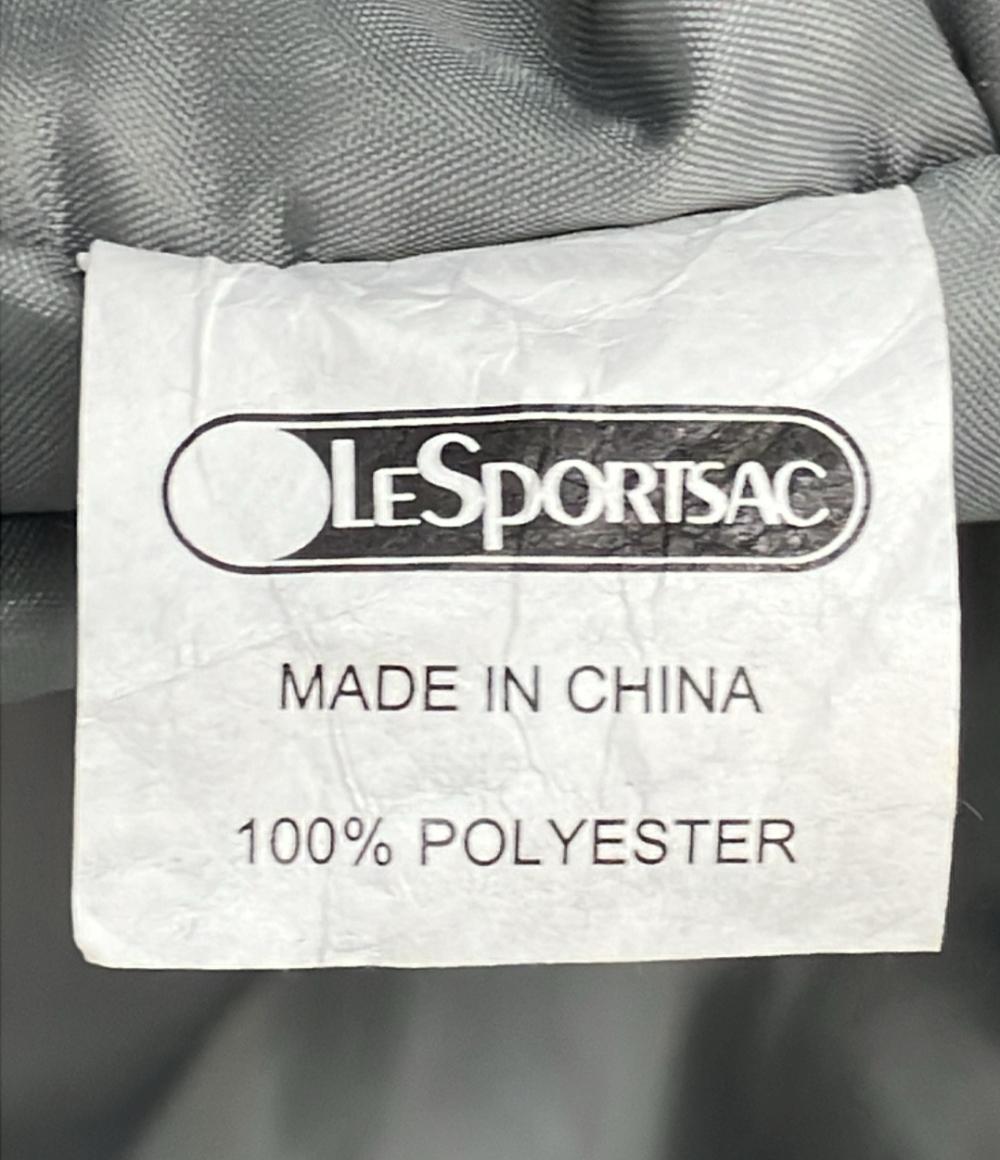 LESPORTSAC
MADE IN CHINA
100% POLYESTER